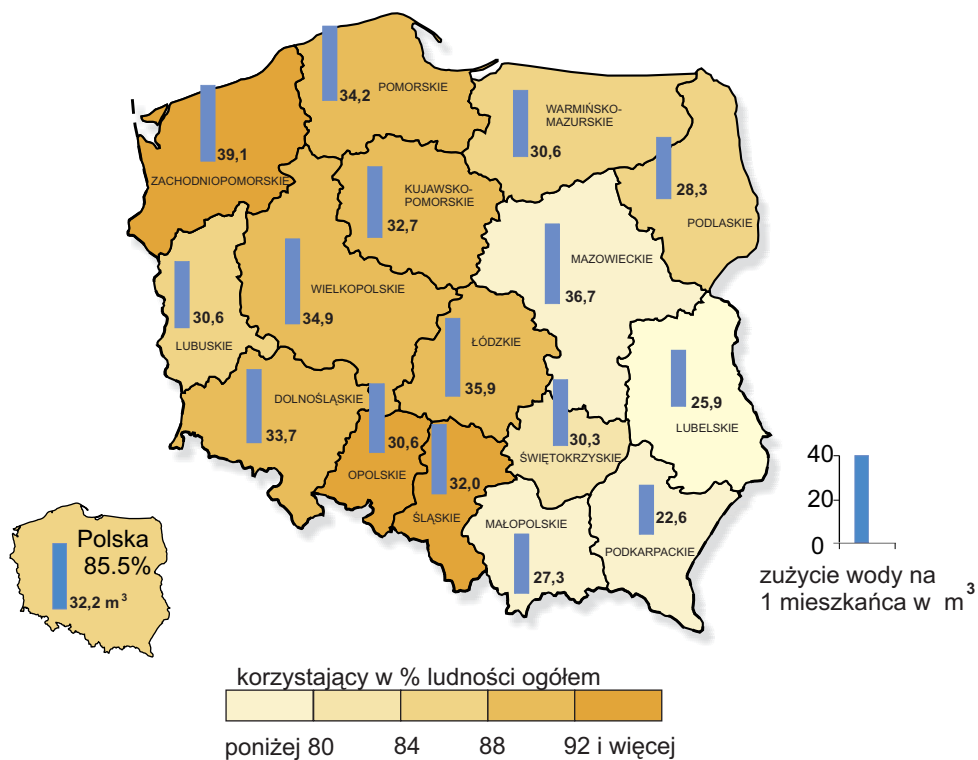 34,2
POMORSKIE
39,1
ZACHODNIOPOMORSKIE
WARMIŃSKO-
MAZURSKIE
30,6
28,3
PODLASKIE
KUJAWSKO-
POMORSKIE
32,7
MAZOWIECKIE
36,7
30,6
LUBUSKIE
WIELKOPOLSKIE
34,9
ŁÓDZKIE
35,9
DOLNOŚLĄSKIE
33,7
30,6
OPOLSKIE
32,0
ŚLĄSKIE
30,3
ŚWIĘTOKRZYSKIE
25,9
LUBELSKIE
MAŁOPOLSKIE
27,3
22,6
PODKARPACKIE
40
20
0
zużycie wody na
1 mieszkańca w m³
Polska
85.5%
32,2 m³
korzystający w % ludności ogółem
poniżej 80 84 88 92 i więcej